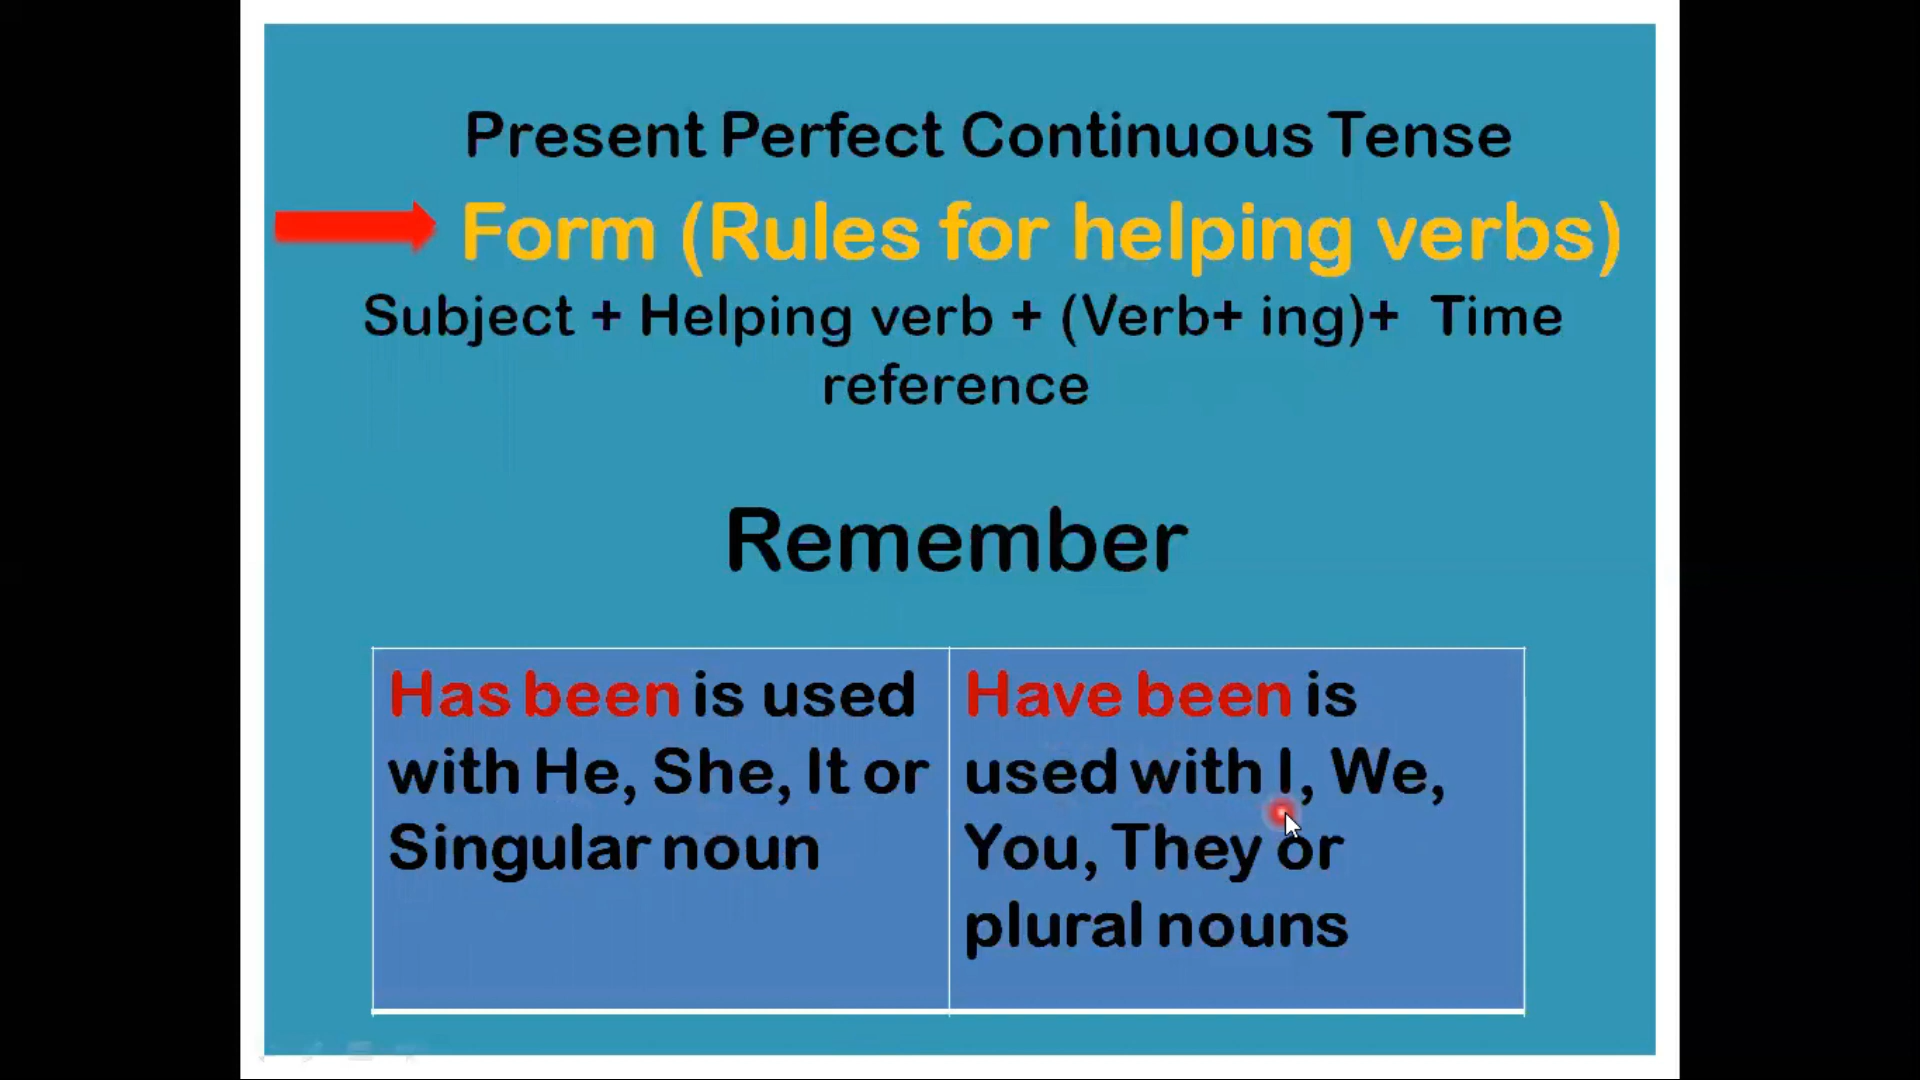 Present Perfect Continuous Tense
Form (Rules for helping verbs)
Subject + Helping verb + (Verb+ ing)+ Time
reference
Remember
Has been is used
with He, She, It or
Singular noun
Have been is
used with I, We,
You, They or
plural nouns